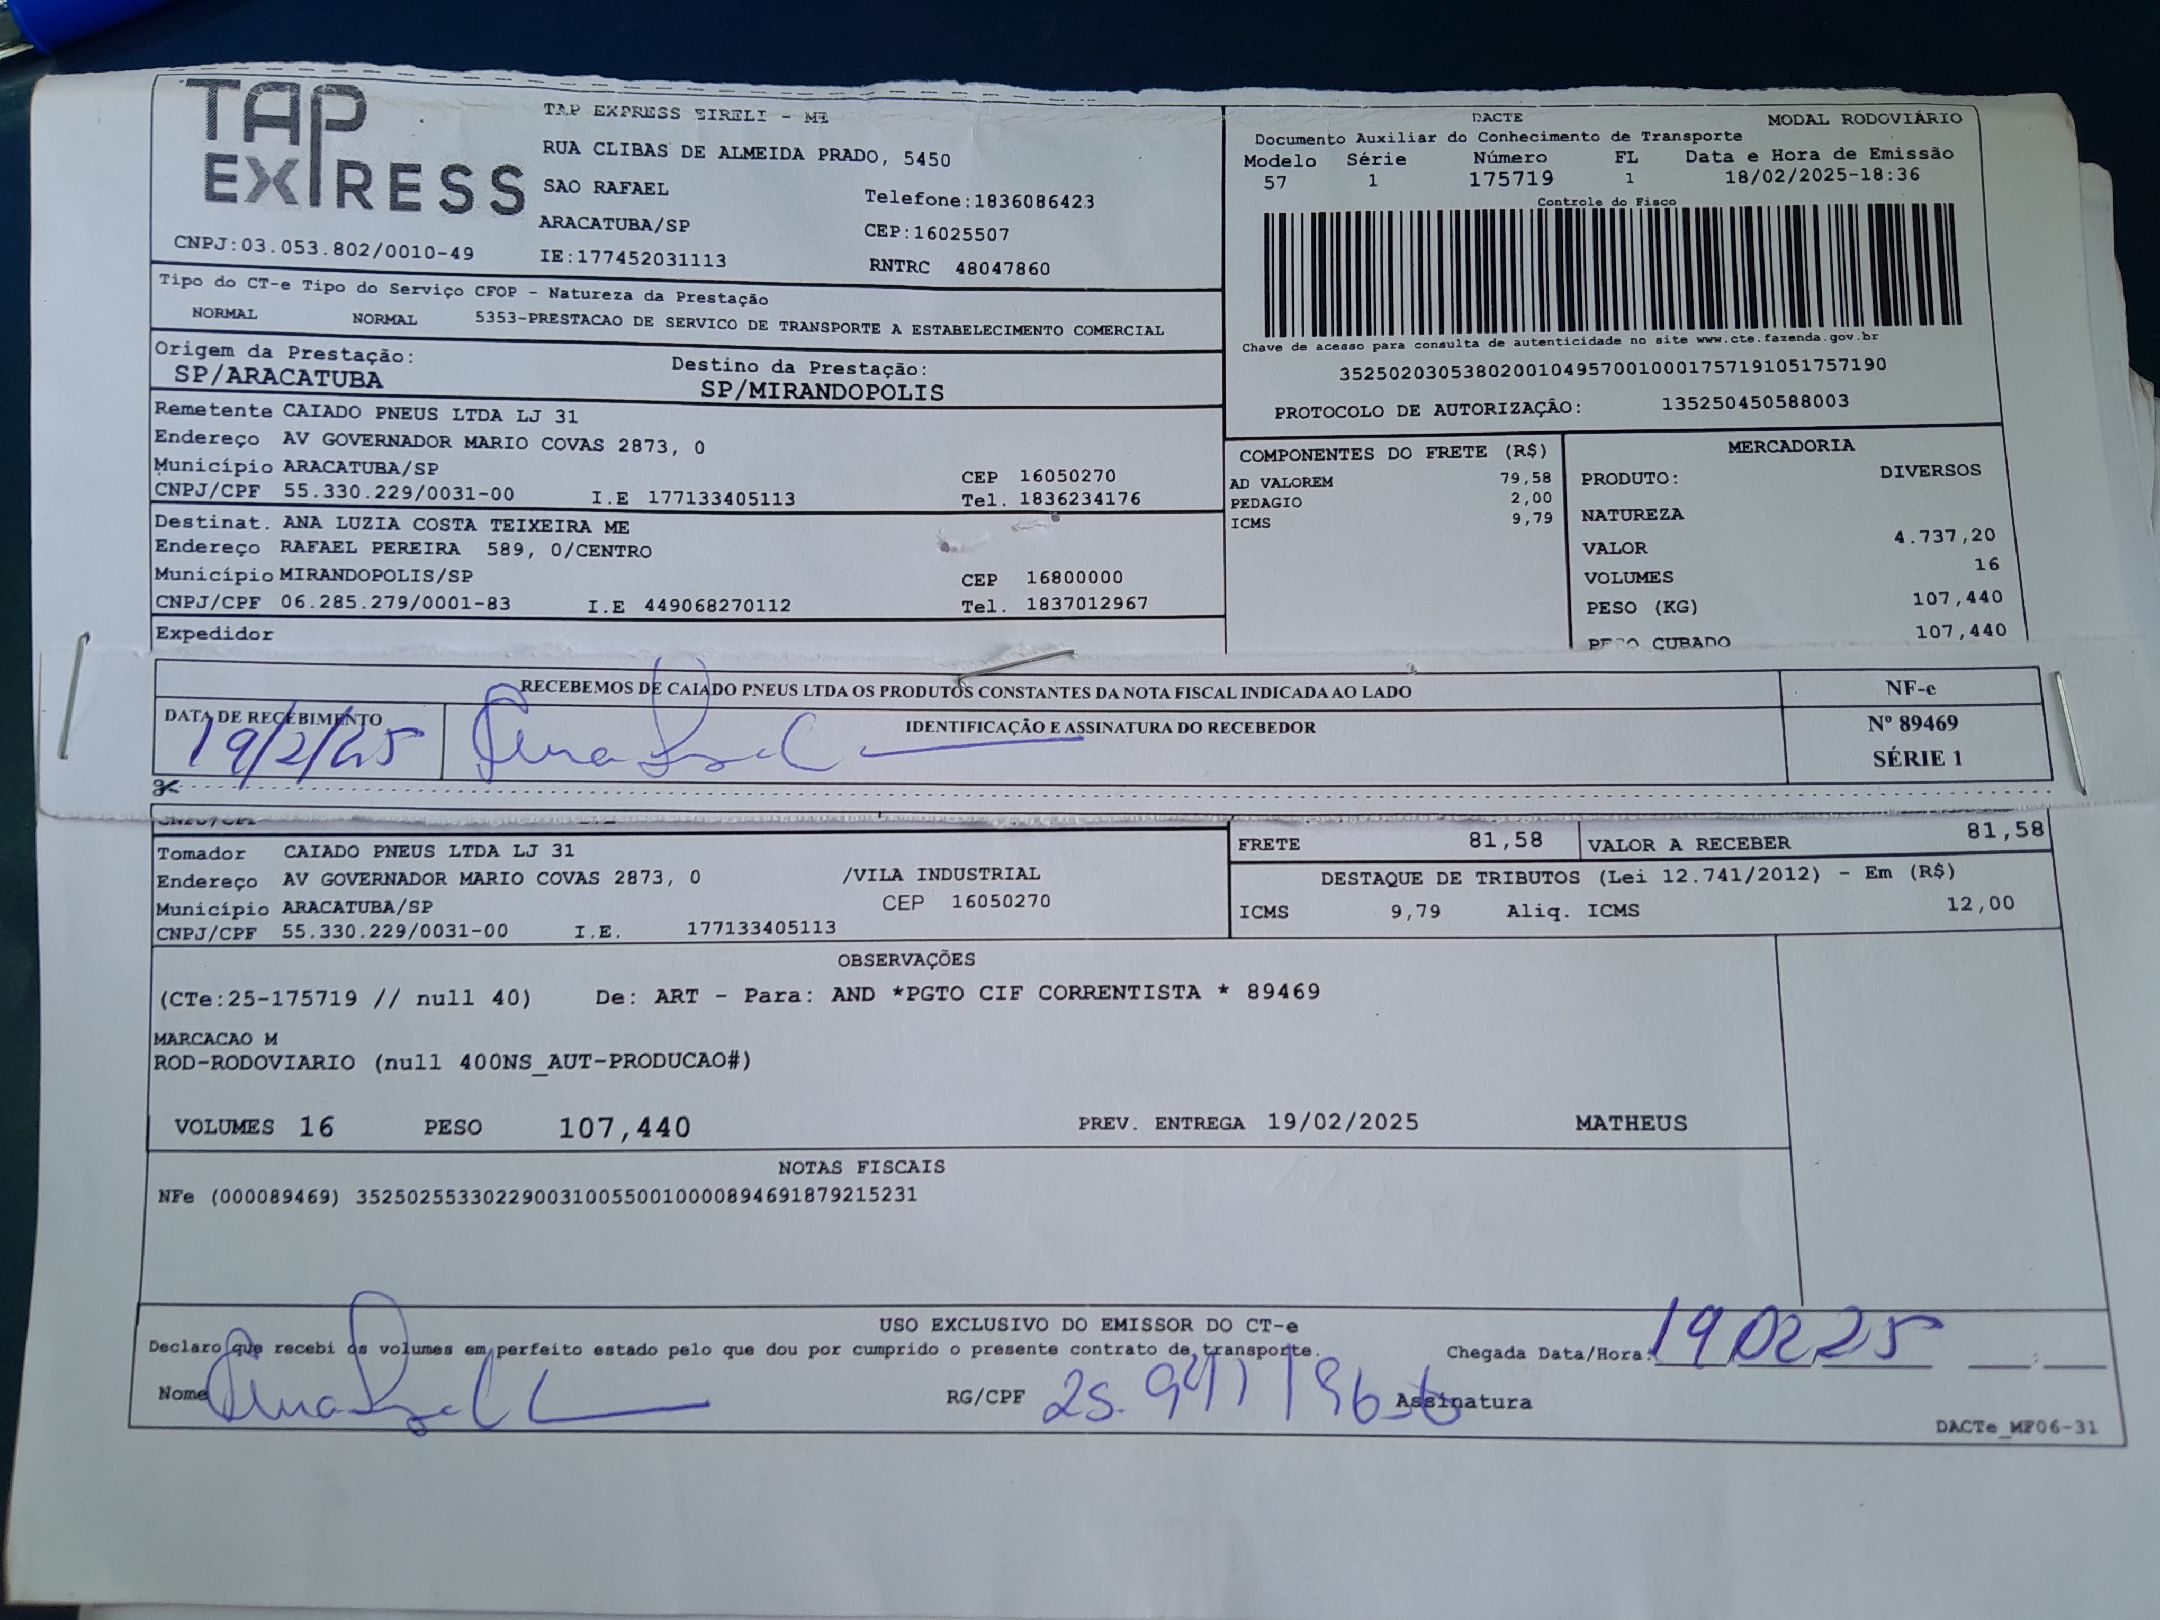 TAP EXPRESS
TAP EXPRESS EIRELI - ME
RUA CLIBAS DE ALMEIDA PRADO, 5450
SAO RAFAEL Telefone:1836086423
ARACATUBA/SP CEP:16025507
CNPJ:03.053.802/0010-49 IE:177452031113 RNTRC 48047860
DACTE MODAL RODOVIÁRIO
Documento Auxiliar do Conhecimento de Transporte
Modelo Série Número FL Data e Hora de Emissão
57 1 175719 1 18/02/2025-18:36
Controle do Fisco
Chave de acesso para consulta de autenticidade no site www.cte.fazenda.gov.br
35250203053802001049570010001757191051757190
PROTOCOLO DE AUTORIZAÇÃO: 135250450588003
Tipo do CT-e Tipo do Serviço CFOP - Natureza da Prestação
NORMAL NORMAL 5353-PRESTACAO DE SERVICO DE TRANSPORTE A ESTABELECIMENTO COMERCIAL
Origem da Prestação: Destino da Prestação:
SP/ARACATUBA SP/MIRANDOPOLIS
Remetente CAIADO PNEUS LTDA LJ 31
Endereço AV GOVERNADOR MARIO COVAS 2873, 0
Município ARACATUBA/SP CEP 16050270
CNPJ/CPF 55.330.229/0031-00 I.E 177133405113 Tel. 1836234176
Destinat. ANA LUZIA COSTA TEIXEIRA ME
Endereço RAFAEL PEREIRA 589, 0/CENTRO
Município MIRANDOPOLIS/SP CEP 16800000
CNPJ/CPF 06.285.279/0001-83 I.E 449068270112 Tel. 1837012967
Expedidor
COMPONENTES DO FRETE (R$)
AD VALOREM 79,58
PEDAGIO 2,00
ICMS 9,79
MERCADORIA
PRODUTO: DIVERSOS
NATUREZA
VALOR 4.737,20
VOLUMES 16
PESO (KG) 107,440
PESO CUBADO 107,440
RECEBEMOS DE CAIADO PNEUS LTDA OS PRODUTOS CONSTANTES DA NOTA FISCAL INDICADA AO LADO
DATA DE RECEBIMENTO IDENTIFICAÇÃO E ASSINATURA DO RECEBEDOR
19/2/25
NF-e
Nº 89469
SÉRIE 1
CNPJ/CPF
Tomador CAIADO PNEUS LTDA LJ 31
Endereço AV GOVERNADOR MARIO COVAS 2873, 0 /VILA INDUSTRIAL
Município ARACATUBA/SP CEP 16050270
CNPJ/CPF 55.330.229/0031-00 I.E. 177133405113
FRETE 81,58 VALOR A RECEBER 81,58
DESTAQUE DE TRIBUTOS (Lei 12.741/2012) - Em (R$)
ICMS 9,79 Aliq. ICMS 12,00
OBSERVAÇÕES
(CTe:25-175719 // null 40) De: ART - Para: AND *PGTO CIF CORRENTISTA * 89469
MARCACAO M
ROD-RODOVIARIO (null 400NS_AUT-PRODUCAO#)
VOLUMES 16 PESO 107,440 PREV. ENTREGA 19/02/2025 MATHEUS
NOTAS FISCAIS
NFe (000089469) 35250255330229003100550010000894691879215231
USO EXCLUSIVO DO EMISSOR DO CT-e
Declaro que recebi os volumes em perfeito estado pelo que dou por cumprido o presente contrato de transporte. Chegada Data/Hora: 19 02 25
Nome RG/CPF Assinatura
DACTe_MF06-31